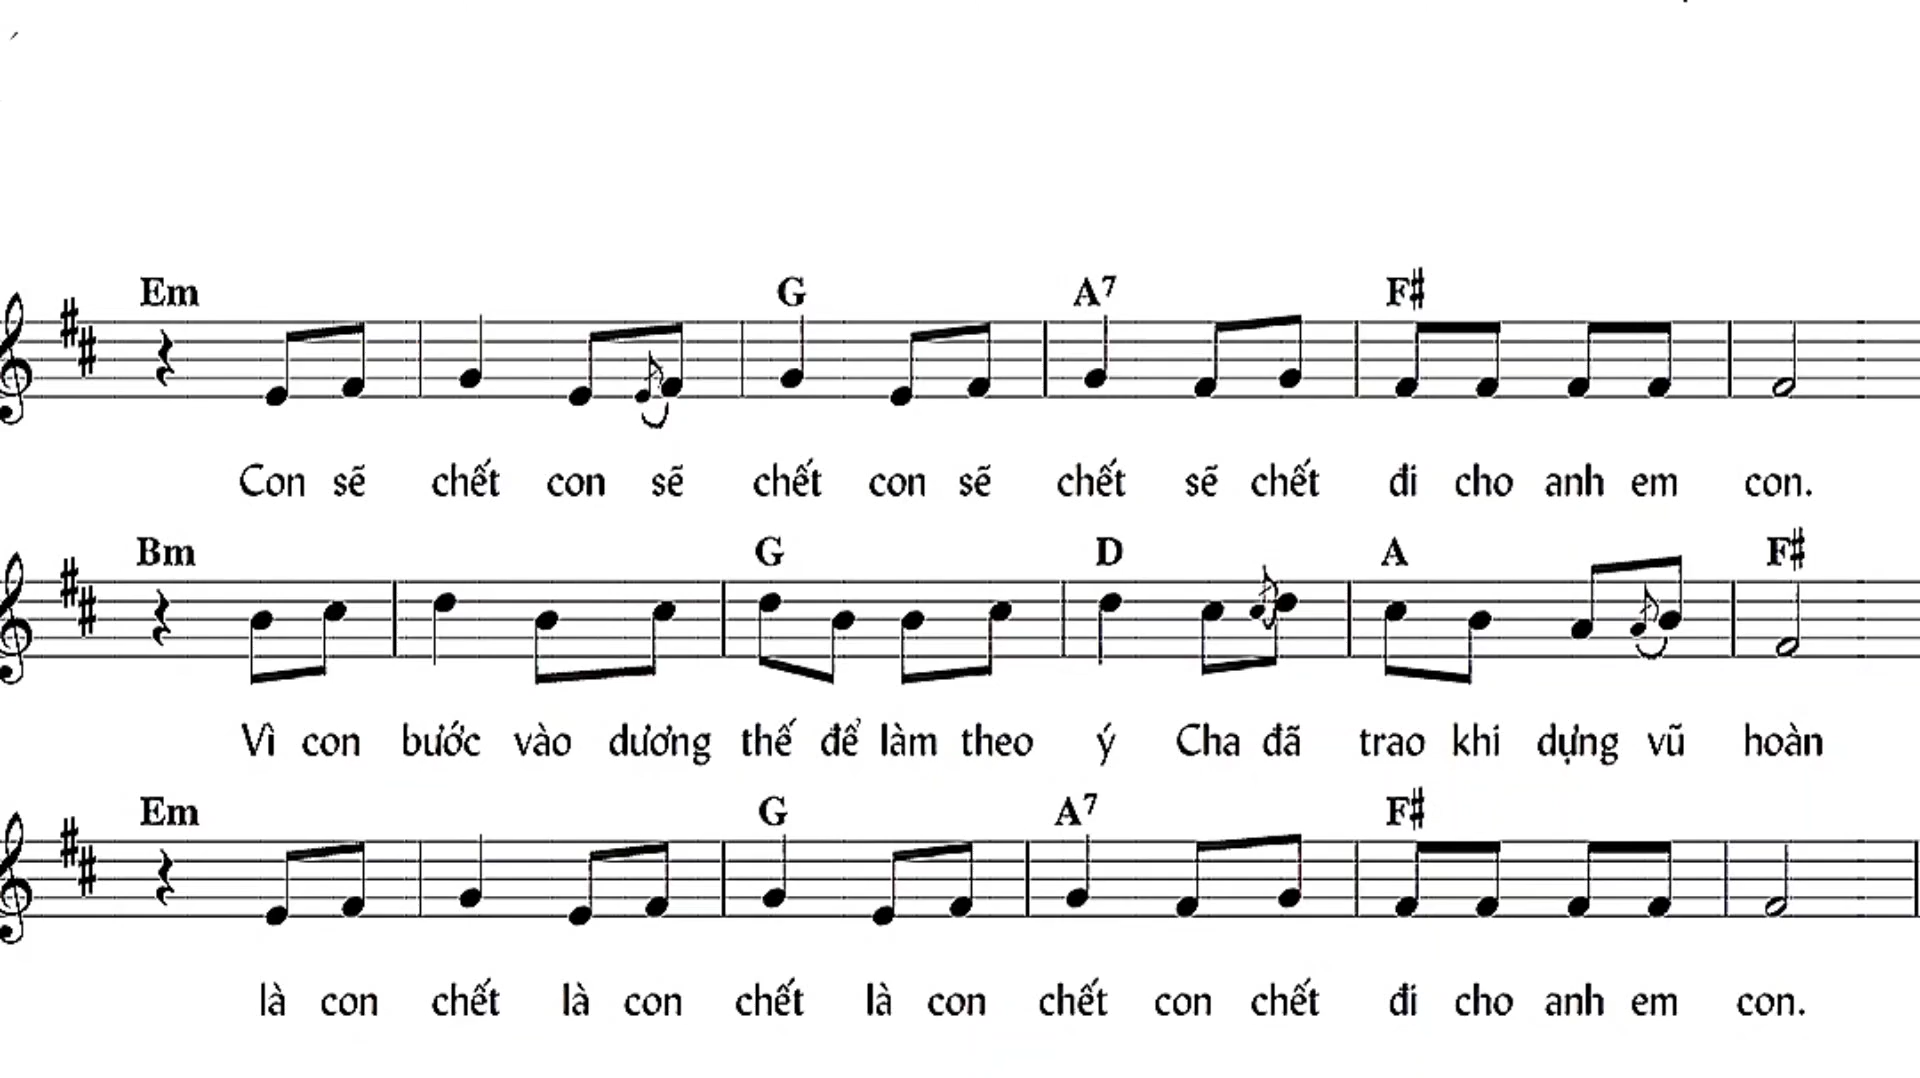 Em G A7 F♯
Con sẽ chết con sẽ chết con sẽ chết sẽ chết đi cho anh em con.
Bm G D A F♯
Vì con bước vào dương thế để làm theo ý Cha đã trao khi dựng vũ hoàn
Em G A7 F♯
là con chết là con chết là con chết con chết đi cho anh em con.